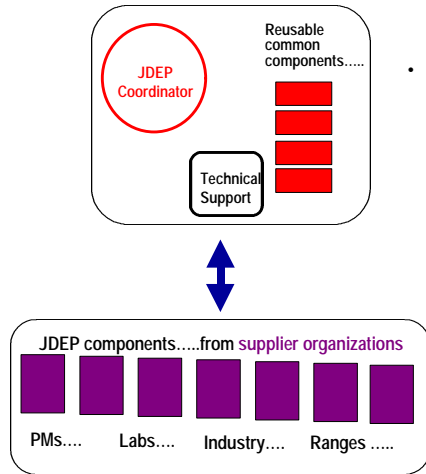 Reusable
common
components…..
JDEP
Coordinator
Technical
Support
JDEP components…..from supplier organizations
PMs…. Labs…. Industry…. Ranges …..